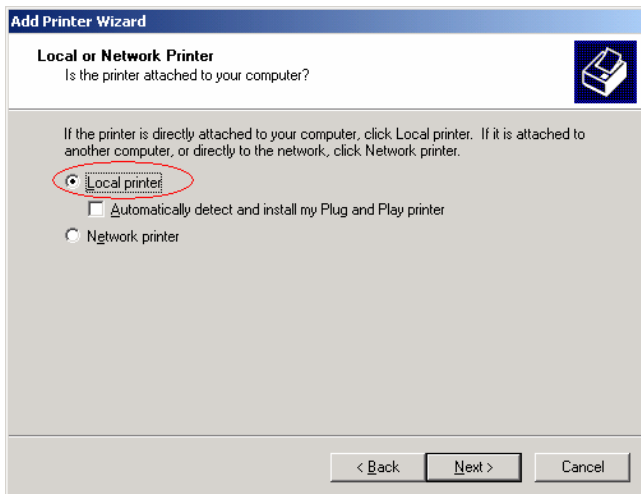 Add Printer Wizard
Local or Network Printer
Is the printer attached to your computer?
If the printer is directly attached to your computer, click Local printer. If it is attached to
another computer, or directly to the network, click Network printer.
Local printer
Automatically detect and install my Plug and Play printer
Network printer
< Back
Next >
Cancel